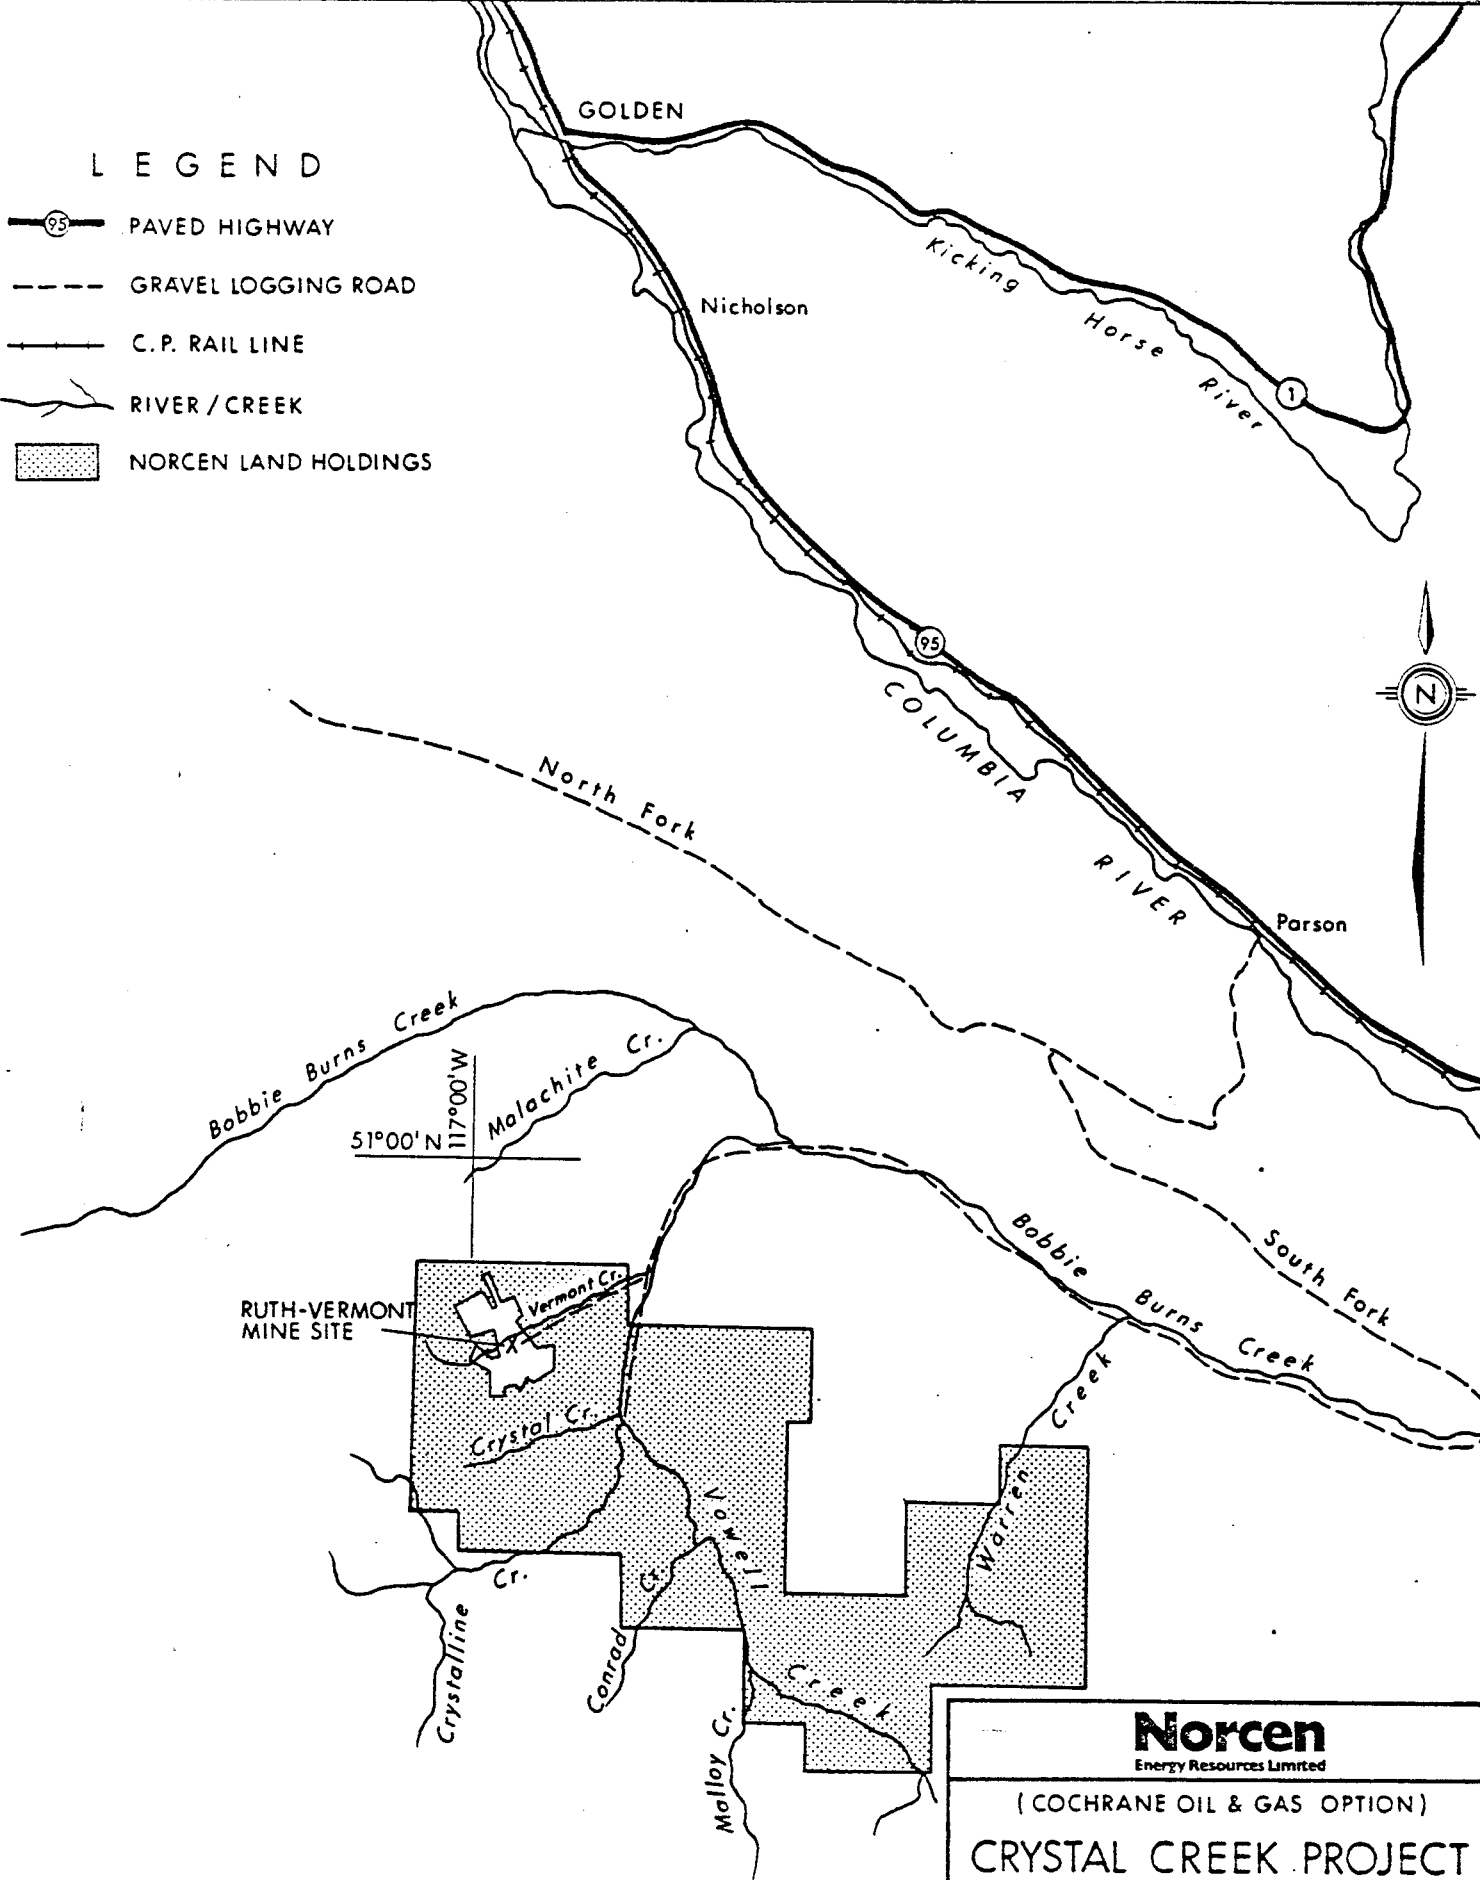 GOLDEN
LEGEND
95 PAVED HIGHWAY
GRAVEL LOGGING ROAD
C.P. RAIL LINE
RIVER / CREEK
NORCEN LAND HOLDINGS
Kicking Horse River
Nicholson
1
95
N
COLUMBIA RIVER
North Fork
Parson
Bobbie Burns Creek
Malachite Cr.
117°00'W
51°00'N
Bobbie Burns Creek
South Fork
Vermont Cr.
RUTH-VERMONT
MINE SITE
X
Crystal Cr.
Vowell Creek
Warren Creek
Crystalline Cr.
Conrad Cr.
Malloy Cr.
Norcen
Energy Resources Limited
( COCHRANE OIL & GAS OPTION )
CRYSTAL CREEK PROJECT